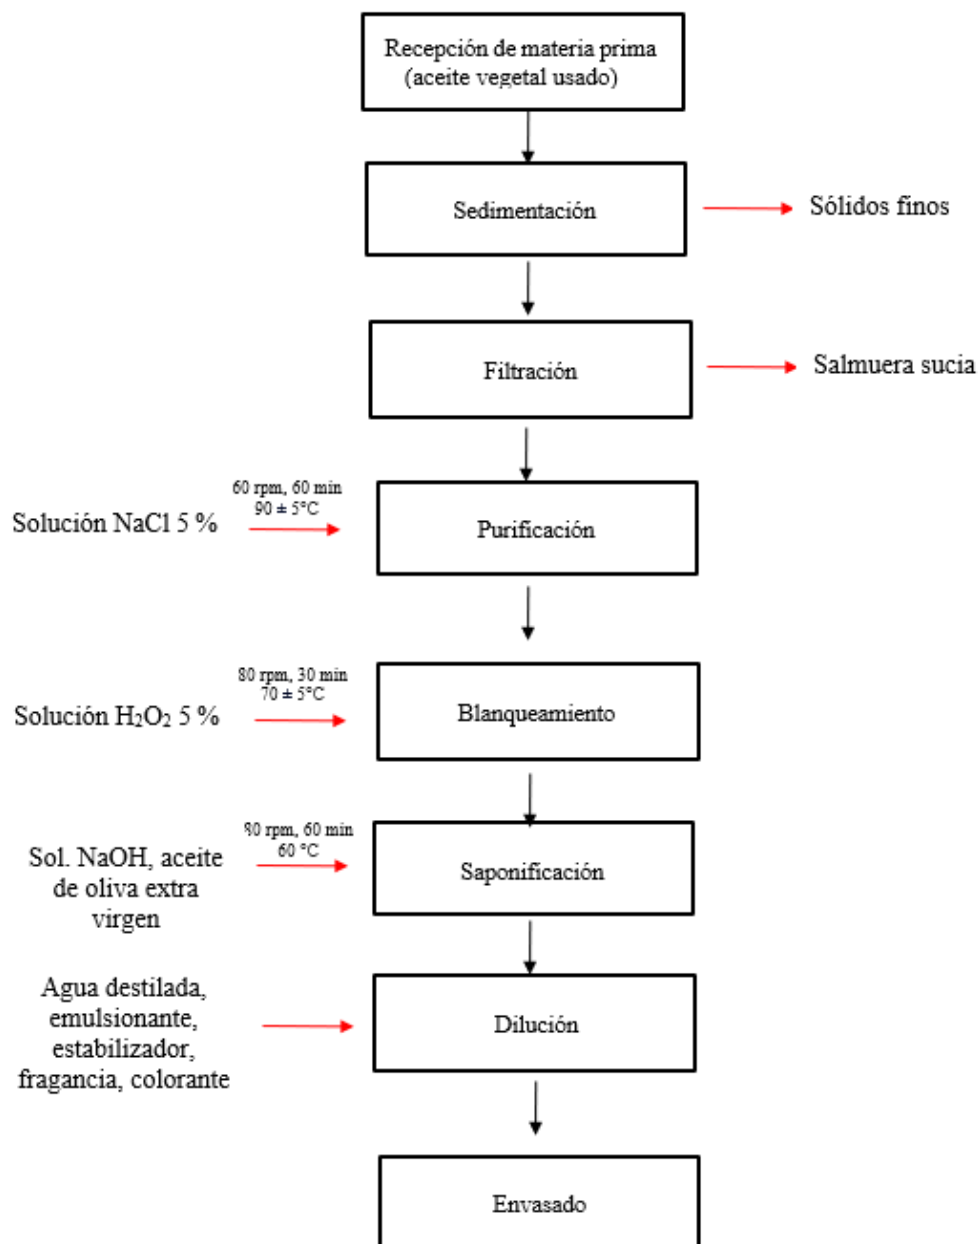 Recepción de materia prima
(aceite vegetal usado)
Sedimentación
Sólidos finos
Filtración
Salmuera sucia
60 rpm, 60 min
90 ± 5°C
Solución NaCl 5 %
Purificación
80 rpm, 30 min
70 ± 5°C
Solución H₂O₂ 5 %
Blanqueamiento
80 rpm, 60 min
60 °C
Sol. NaOH, aceite
de oliva extra
virgen
Saponificación
Agua destilada,
emulsionante,
estabilizador,
fragancia, colorante
Dilución
Envasado